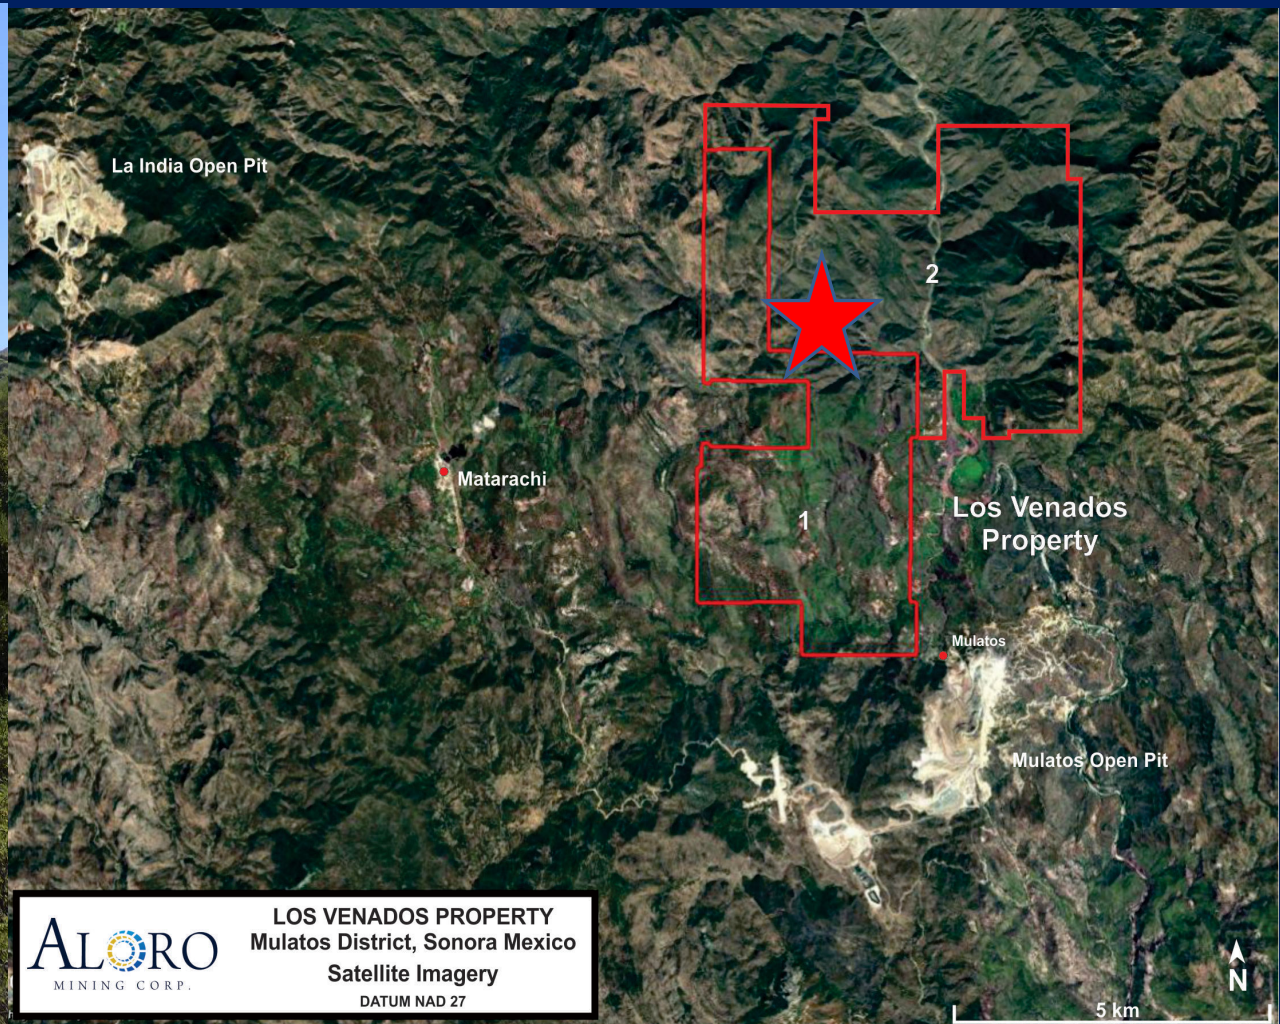 La India Open Pit
2
Matarachi
Los Venados
Property
1
Mulatos
Mulatos Open Pit
ALORO
MINING CORP.
LOS VENADOS PROPERTY
Mulatos District, Sonora Mexico
Satellite Imagery
DATUM NAD 27
N
5 km